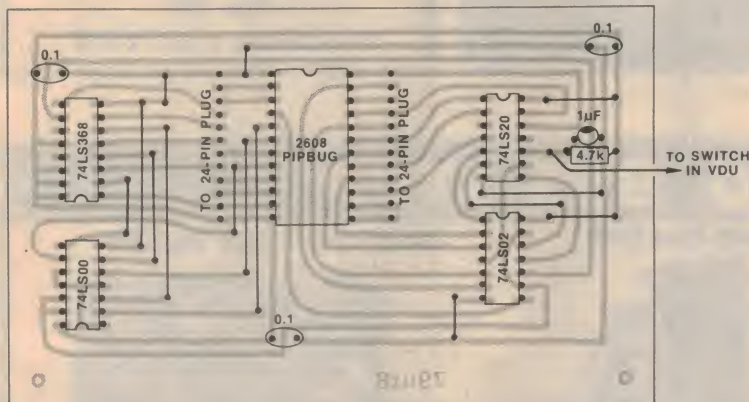 0.1
0.1
74LS368
TO 24-PIN PLUG
2608
PIPBUG
TO 24-PIN PLUG
74LS20
1µF
4.7k
TO SWITCH
IN VDU
74LS00
74LS02
0.1